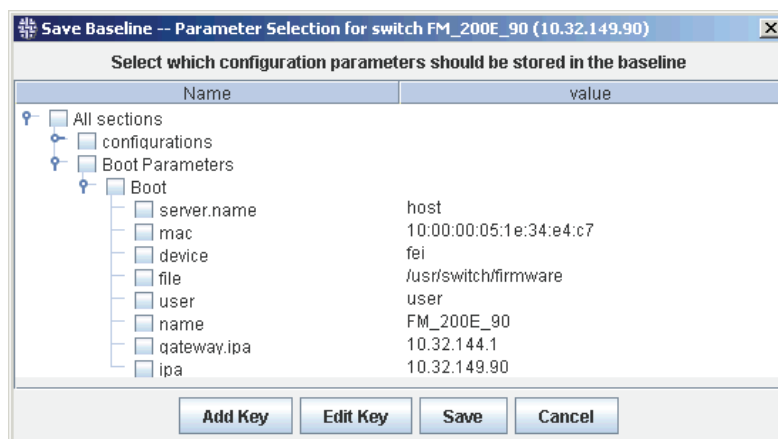 Save Baseline -- Parameter Selection for switch FM_200E_90 (10.32.149.90)
Select which configuration parameters should be stored in the baseline
Name value
All sections
configurations
Boot Parameters
Boot
server.name host
mac 10:00:00:05:1e:34:e4:c7
device fei
file /usr/switch/firmware
user user
name FM_200E_90
gateway.ipa 10.32.144.1
ipa 10.32.149.90
Add Key Edit Key Save Cancel